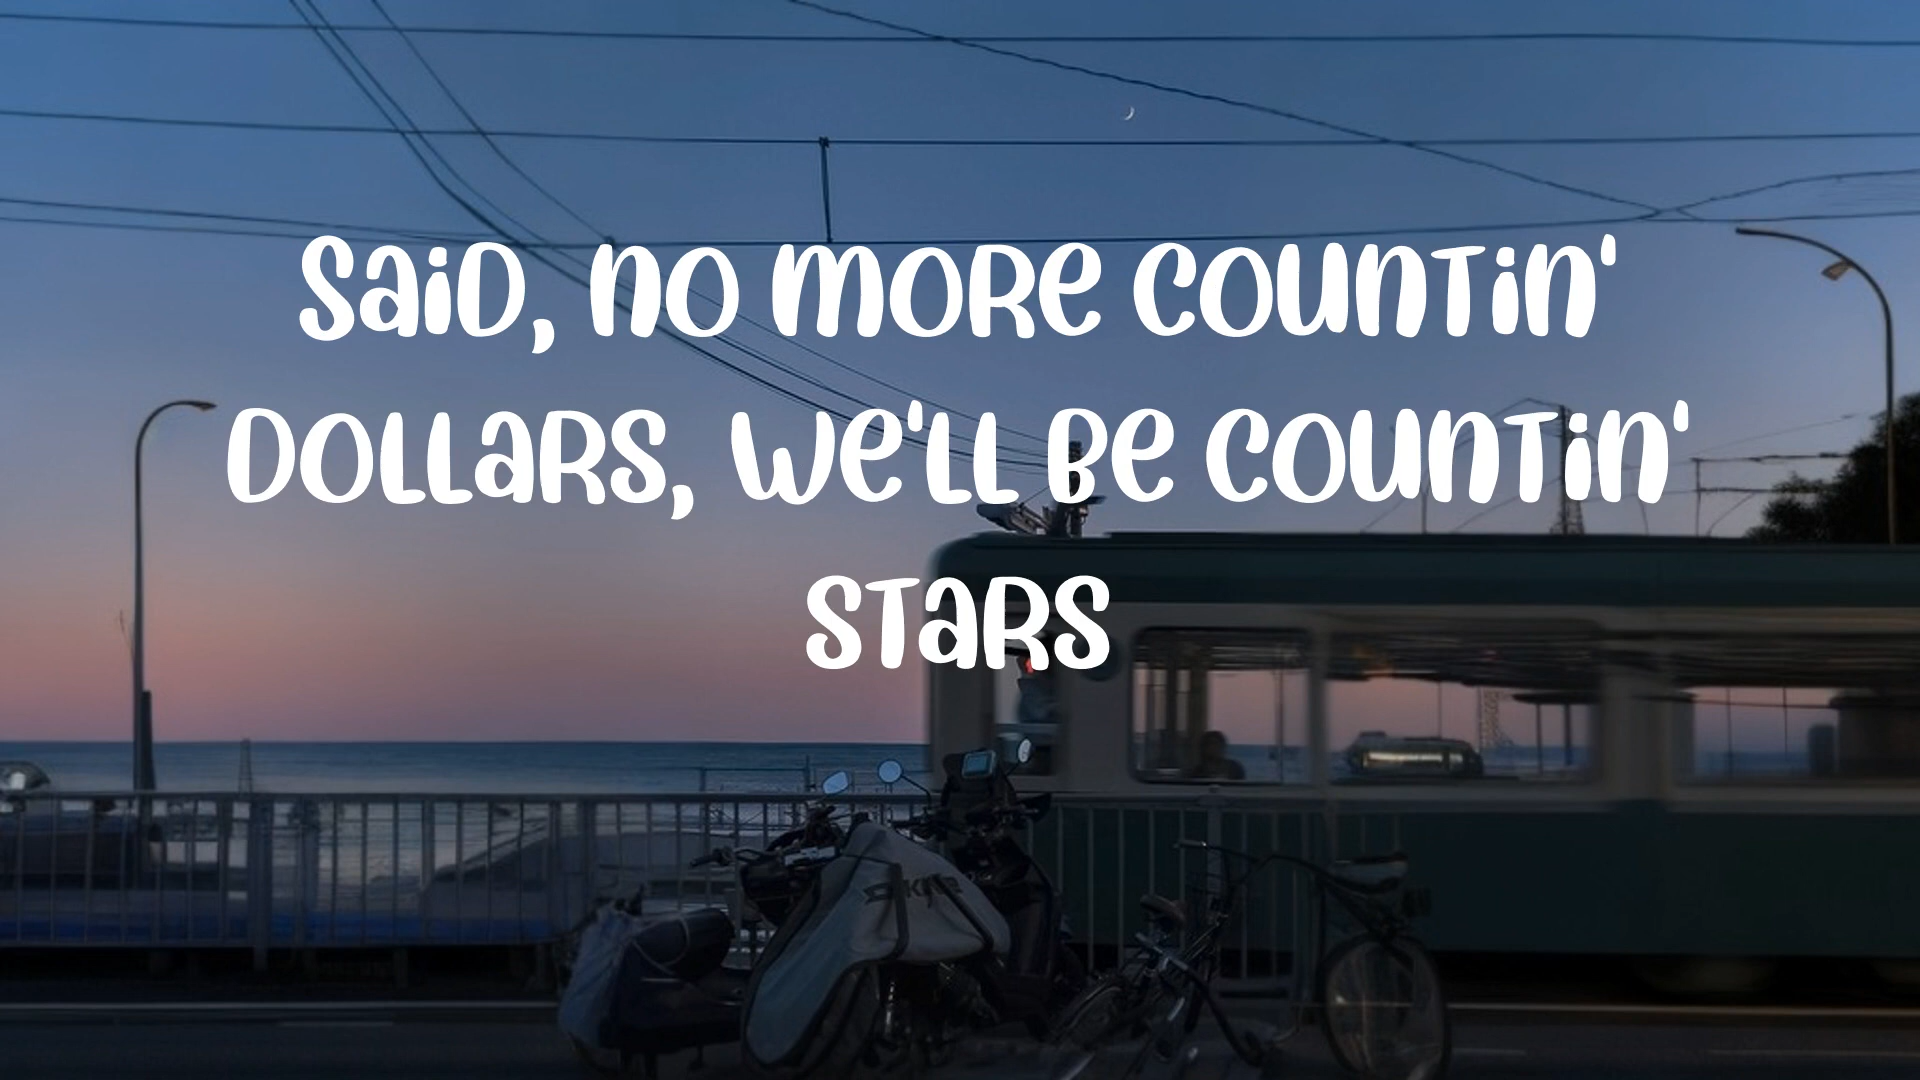 Said, no more countin'
dollars, we'll be countin'
stars